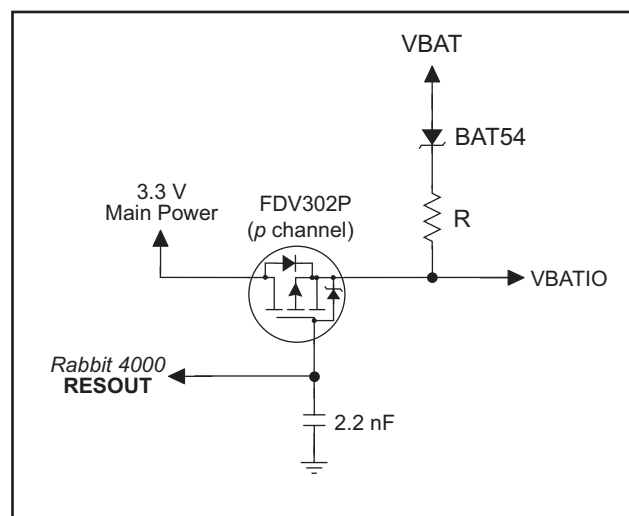 VBAT
BAT54
3.3 V
Main Power
FDV302P
(p channel)
R
VBATIO
Rabbit 4000
RESOUT
2.2 nF